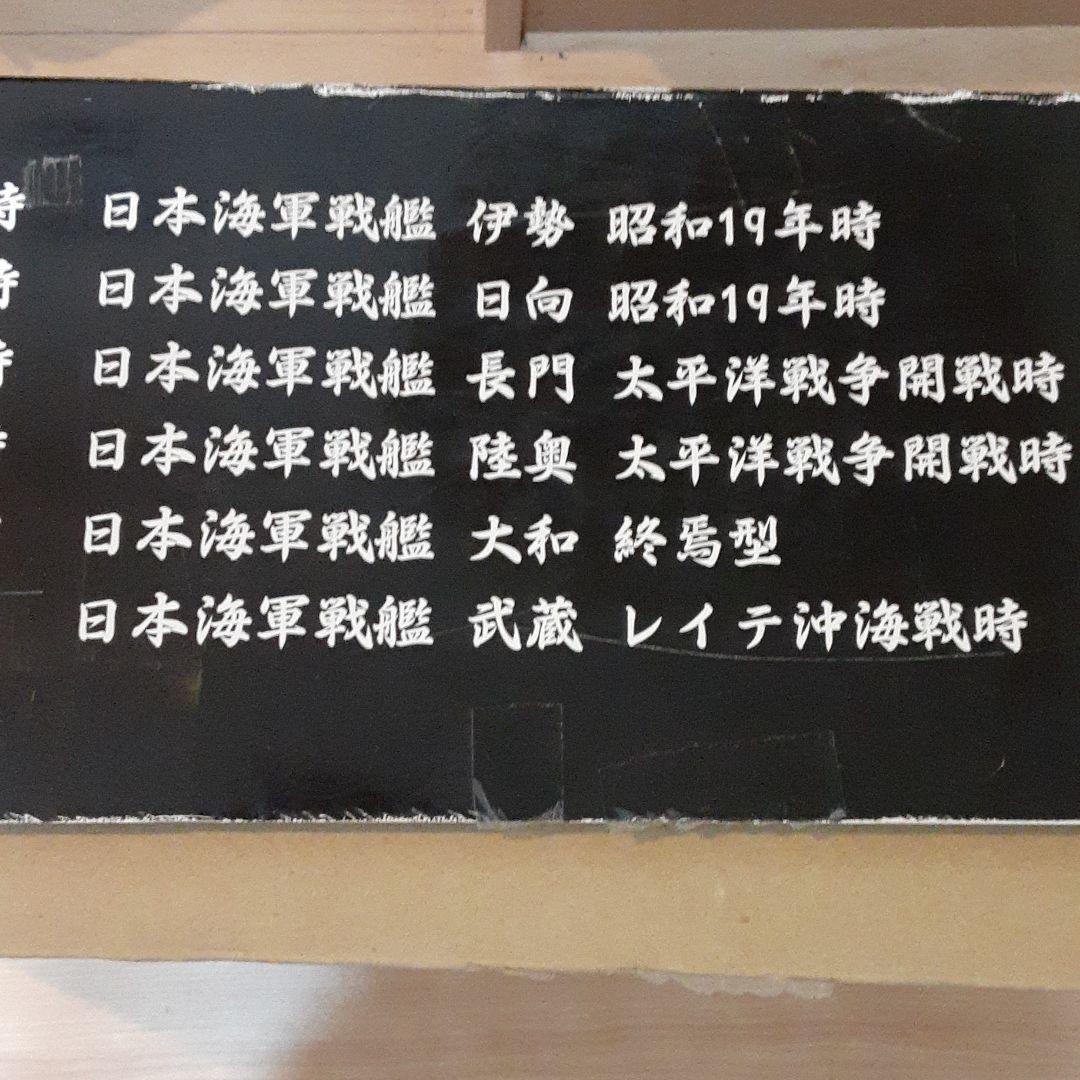 時 日本海軍戦艦 伊勢 昭和19年時
時 日本海軍戦艦 日向 昭和19年時
時 日本海軍戦艦 長門 太平洋戦争開戦時
日本海軍戦艦 陸奥 太平洋戦争開戦時
日本海軍戦艦 大和 終焉型
日本海軍戦艦 武蔵 レイテ沖海戦時